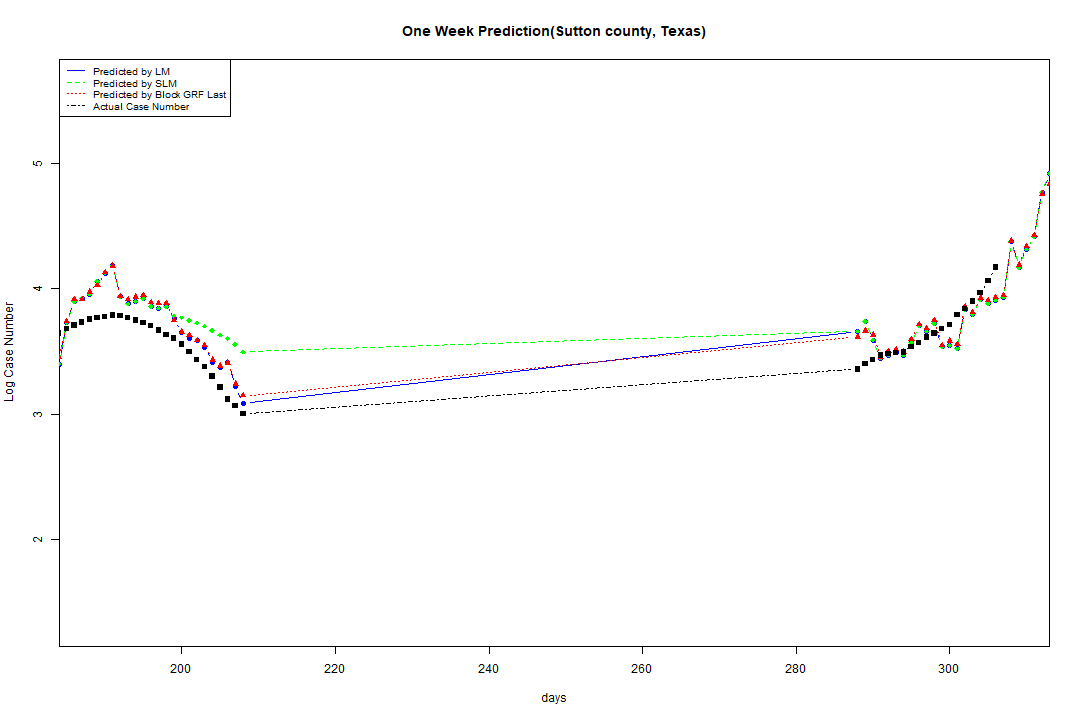 One Week Prediction(Sutton county, Texas)
Predicted by LM
Predicted by SLM
Predicted by Block GRF Last
Actual Case Number
5
4
3
2
Log Case Number
200 220 240 260 280 300
days